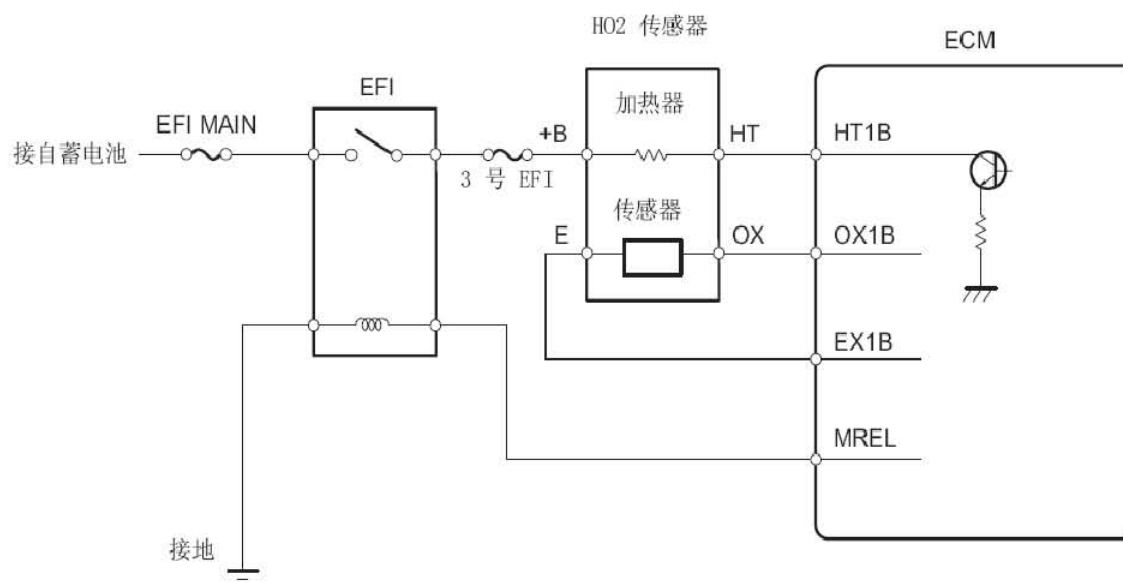 HO2 传感器
ECM
EFI
EFI MAIN
接自蓄电池
3 号 EFI
+B
加热器
HT
HT1B
传感器
E
OX
OX1B
EX1B
MREL
接地